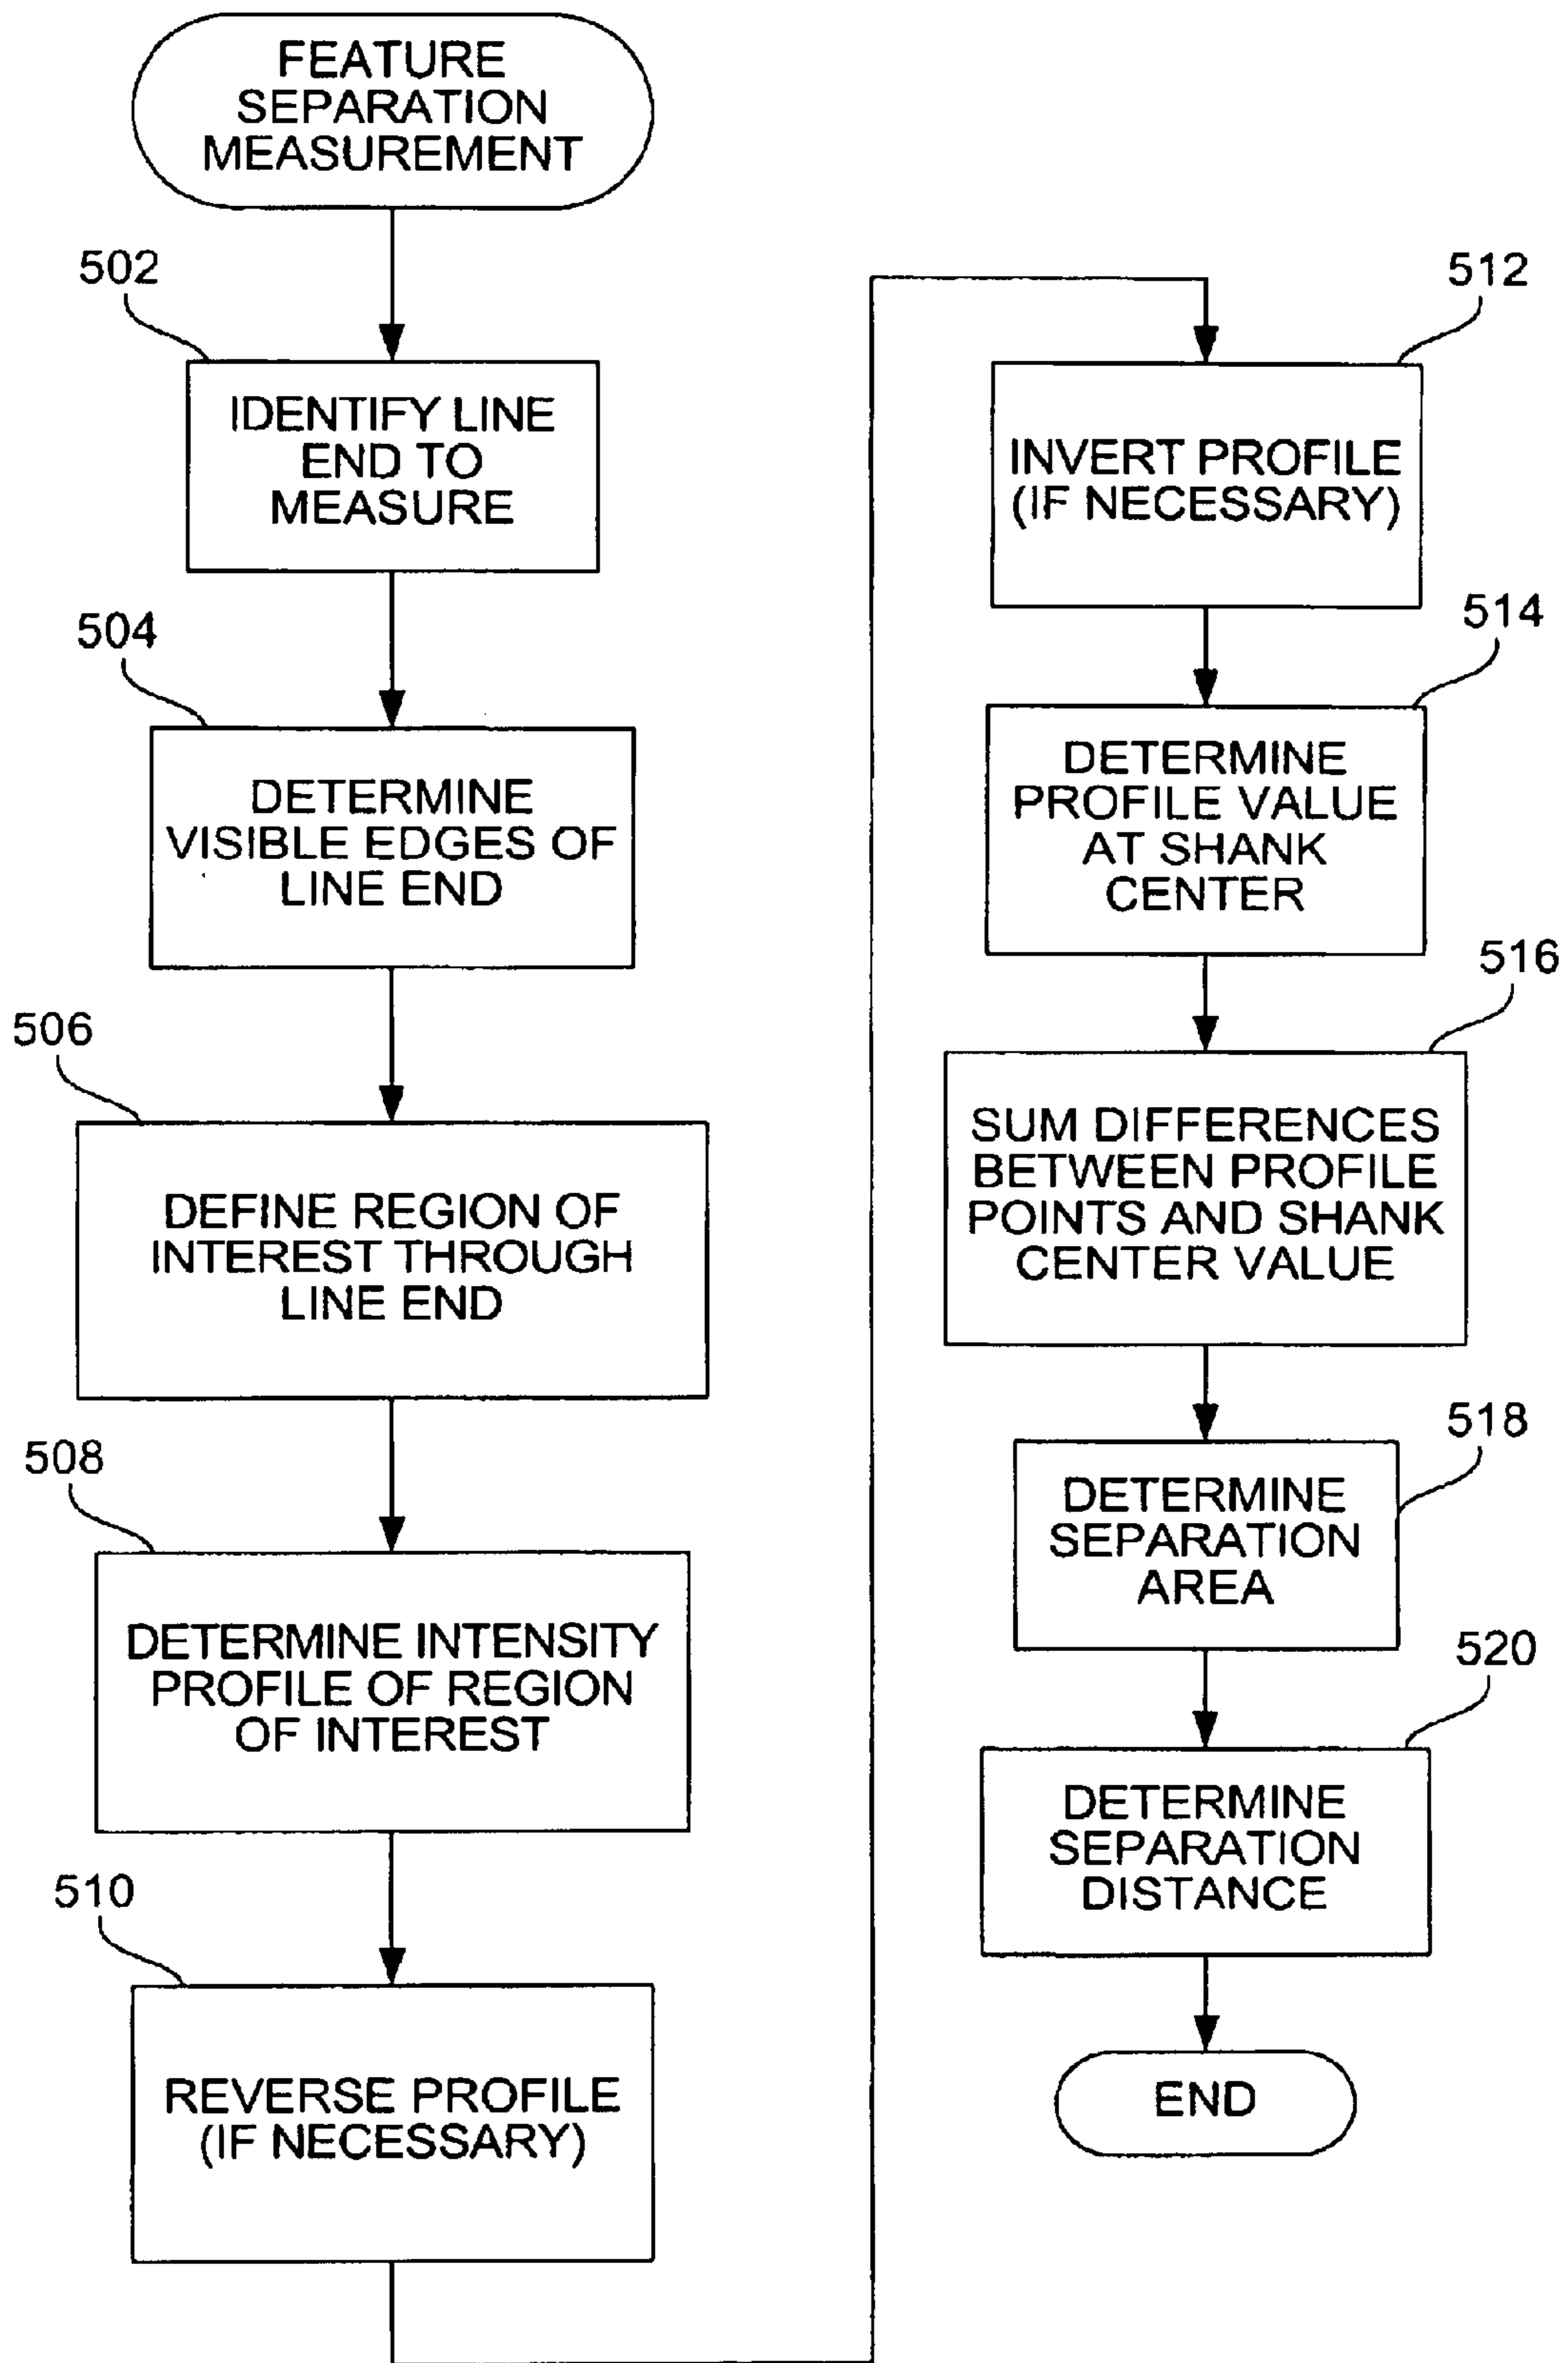 FEATURE
SEPARATION
MEASUREMENT
502
IDENTIFY LINE
END TO
MEASURE
504
DETERMINE
VISIBLE EDGES OF
LINE END
506
DEFINE REGION OF
INTEREST THROUGH
LINE END
508
DETERMINE INTENSITY
PROFILE OF REGION
OF INTEREST
510
REVERSE PROFILE
(IF NECESSARY)
512
INVERT PROFILE
(IF NECESSARY)
514
DETERMINE
PROFILE VALUE
AT SHANK
CENTER
516
SUM DIFFERENCES
BETWEEN PROFILE
POINTS AND SHANK
CENTER VALUE
518
DETERMINE
SEPARATION
AREA
520
DETERMINE
SEPARATION
DISTANCE
END